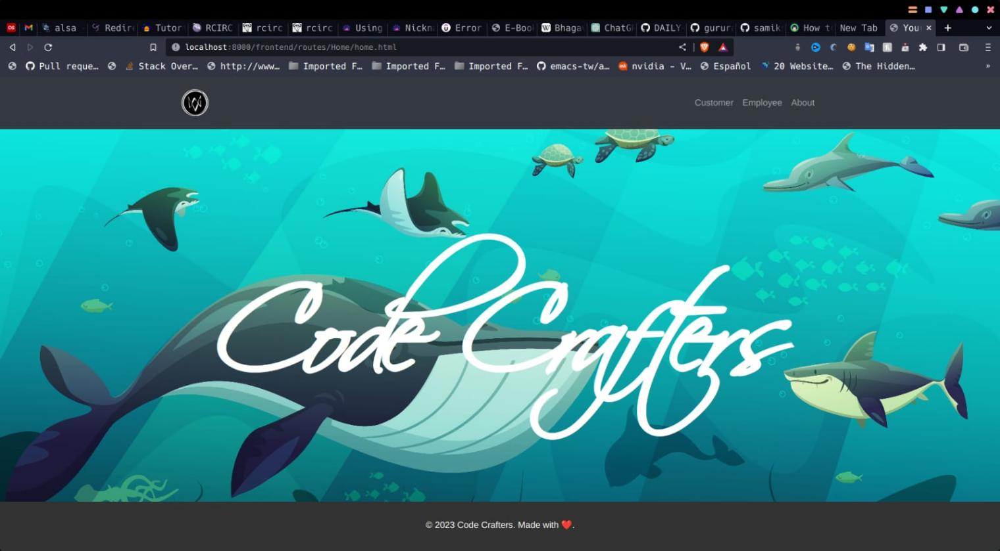 alsa Redir Tutor RCIRC rcirc rcirc Using Nickn Error E-Boo Bhaga ChatG DAILY gurur samik How t New Tab You
localhost:8000/frontend/routes/Home/home.html
Pull reque… Stack Over… http://www… Imported F… Imported F… Imported F… emacs-tw/a… nvidia - V… Español 20 Website… The Hidden… »
Customer Employee About
Code Crafters
© 2023 Code Crafters. Made with ❤️.